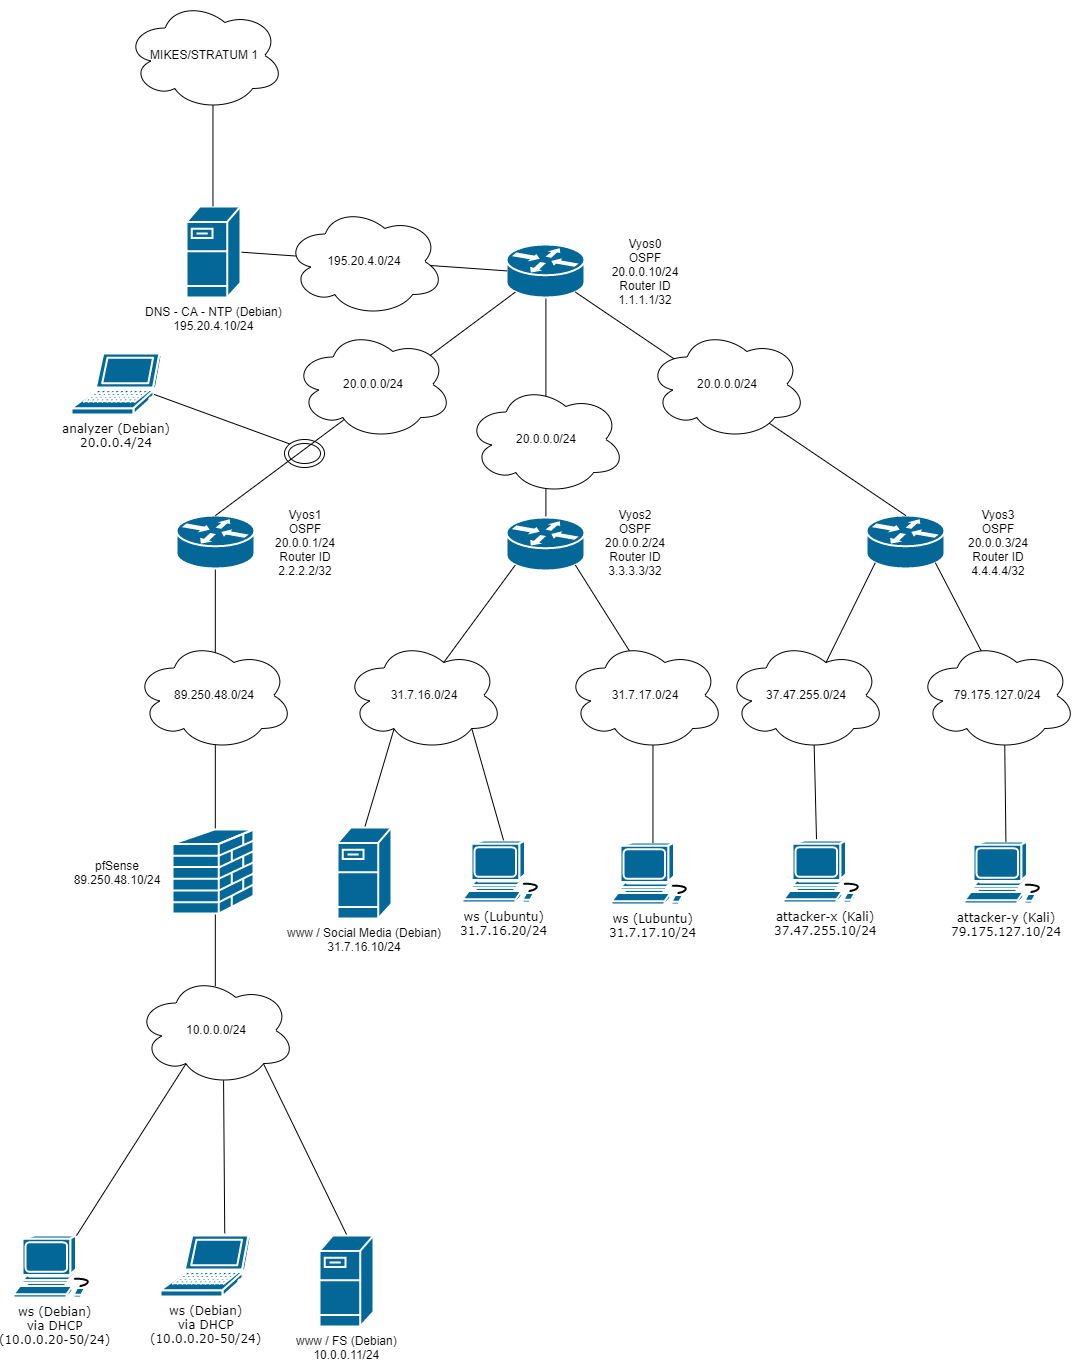 MIKES/STRATUM 1
195.20.4.0/24
Vyos0
OSPF
20.0.0.10/24
Router ID
1.1.1.1/32
DNS - CA - NTP (Debian)
195.20.4.10/24
20.0.0.0/24
20.0.0.0/24
20.0.0.0/24
analyzer (Debian)
20.0.0.4/24
Vyos1
OSPF
20.0.0.1/24
Router ID
2.2.2.2/32
Vyos2
OSPF
20.0.0.2/24
Router ID
3.3.3.3/32
Vyos3
OSPF
20.0.0.3/24
Router ID
4.4.4.4/32
89.250.48.0/24
31.7.16.0/24
31.7.17.0/24
37.47.255.0/24
79.175.127.0/24
pfSense
89.250.48.10/24
www / Social Media (Debian)
31.7.16.10/24
ws (Lubuntu)
31.7.16.20/24
ws (Lubuntu)
31.7.17.10/24
attacker-x (Kali)
37.47.255.10/24
attacker-y (Kali)
79.175.127.10/24
10.0.0.0/24
ws (Debian)
via DHCP
(10.0.0.20-50/24)
ws (Debian)
via DHCP
(10.0.0.20-50/24)
www / FS (Debian)
10.0.0.11/24